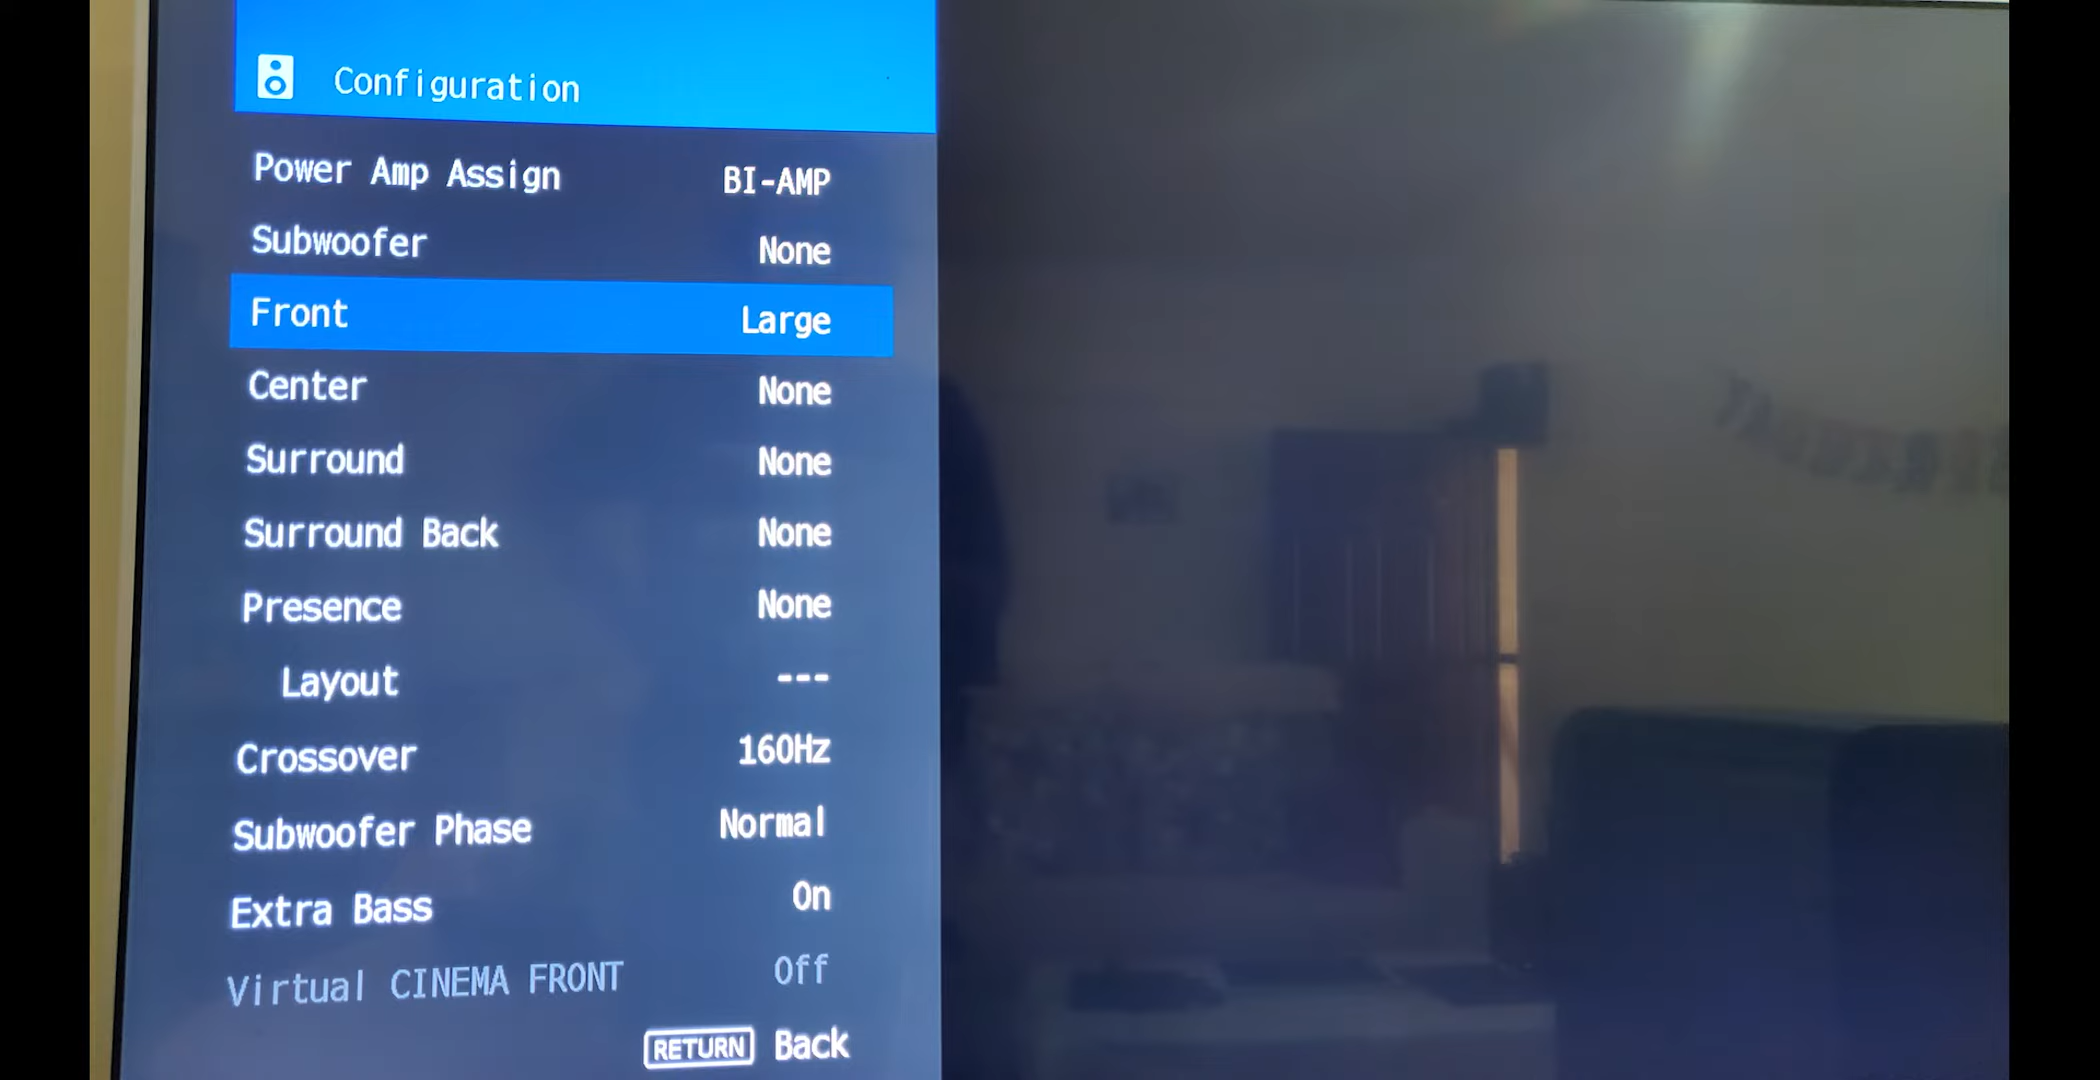 Configuration
Power Amp Assign BI-AMP
Subwoofer None
Front Large
Center None
Surround None
Surround Back None
Presence None
Layout ---
Crossover 160Hz
Subwoofer Phase Normal
Extra Bass On
Virtual CINEMA FRONT Off
RETURN Back